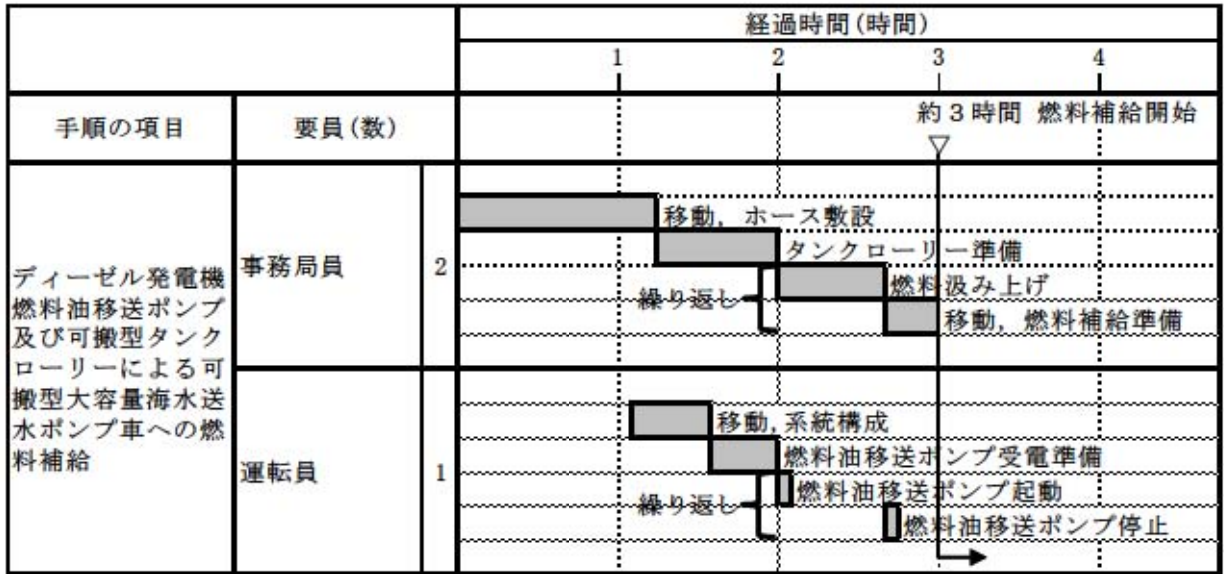 経過時間(時間)
1 2 3 4
手順の項目 要員(数)
約3時間 燃料補給開始
▽
ディーゼル発電機
燃料油移送ポンプ
及び可搬型タンク
ローリーによる可
搬型大容量海水送
水ポンプ車への燃
料補給
事務局員 2
移動,ホース敷設
タンクローリー準備
繰り返し
燃料汲み上げ
移動,燃料補給準備
運転員 1
移動,系統構成
燃料油移送ポンプ受電準備
繰り返し
燃料油移送ポンプ起動
燃料油移送ポンプ停止